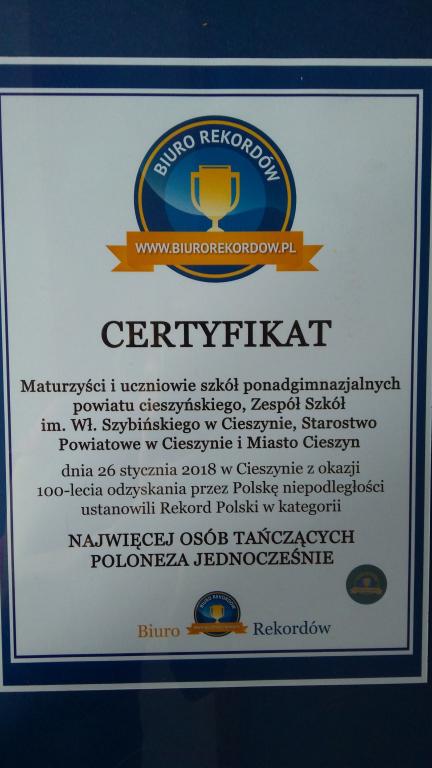 BIURO REKORDÓW
WWW.BIUROREKORDOW.PL
CERTYFIKAT
Maturzyści i uczniowie szkół ponadgimnazjalnych
powiatu cieszyńskiego, Zespół Szkół
im. Wł. Szybińskiego w Cieszynie, Starostwo
Powiatowe w Cieszynie i Miasto Cieszyn
dnia 26 stycznia 2018 w Cieszynie z okazji
100-lecia odzyskania przez Polskę niepodległości
ustanowili Rekord Polski w kategorii
NAJWIĘCEJ OSÓB TAŃCZĄCYCH
POLONEZA JEDNOCZEŚNIE
Biuro Rekordów
BIURO REKORDÓW